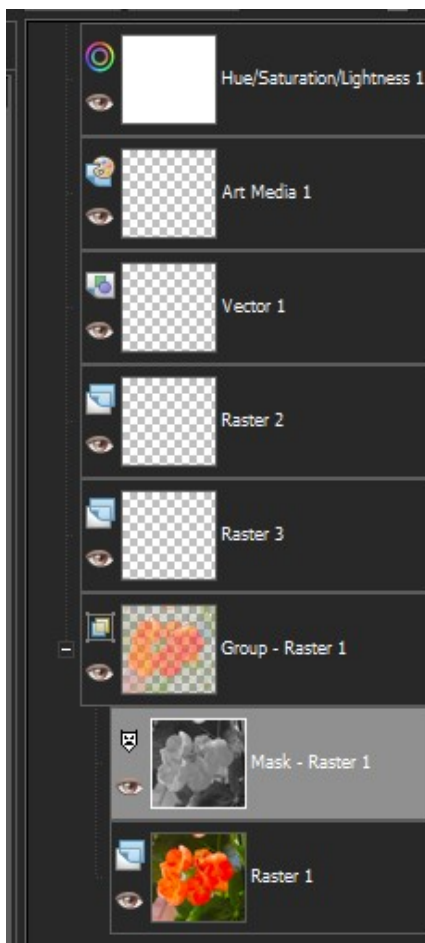 Hue/Saturation/Lightness 1
Art Media 1
Vector 1
Raster 2
Raster 3
Group - Raster 1
Mask - Raster 1
Raster 1